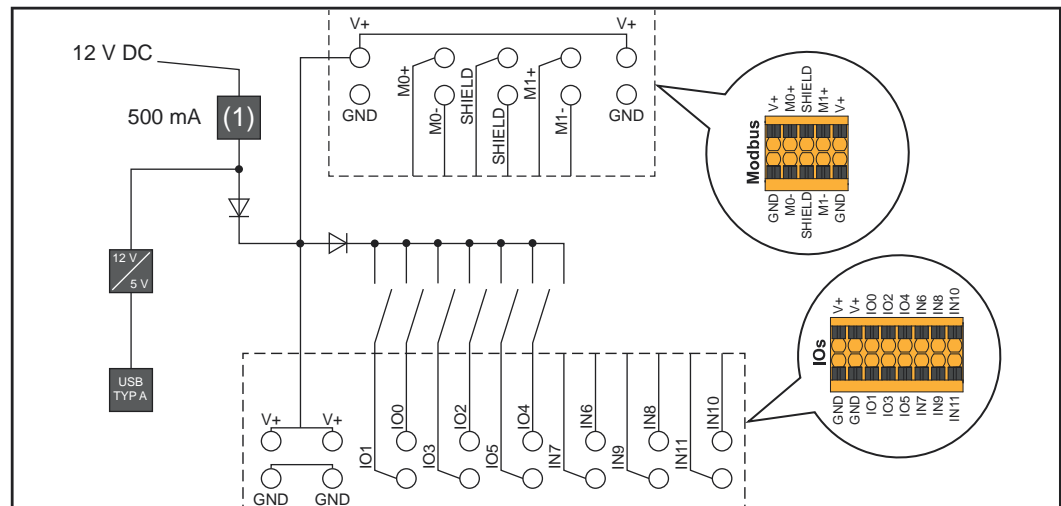 V+ V+
12 V DC
M0+ SHIELD M1+
GND M0- SHIELD M1- GND
500 mA (1)
V+ M0+ SHIELD M1+ V+
Modbus
GND M0- SHIELD M1- GND
12 V
5 V
USB
TYP A
V+ V+ IO0 IO2 IO4 IN6 IN8 IN10
IOs
GND GND IO1 IO3 IO5 IN7 IN9 IN11
V+ V+ IO0 IO2 IO4 IN6 IN8 IN10
IO1 IO3 IO5 IN7 IN9 IN11
GND GND